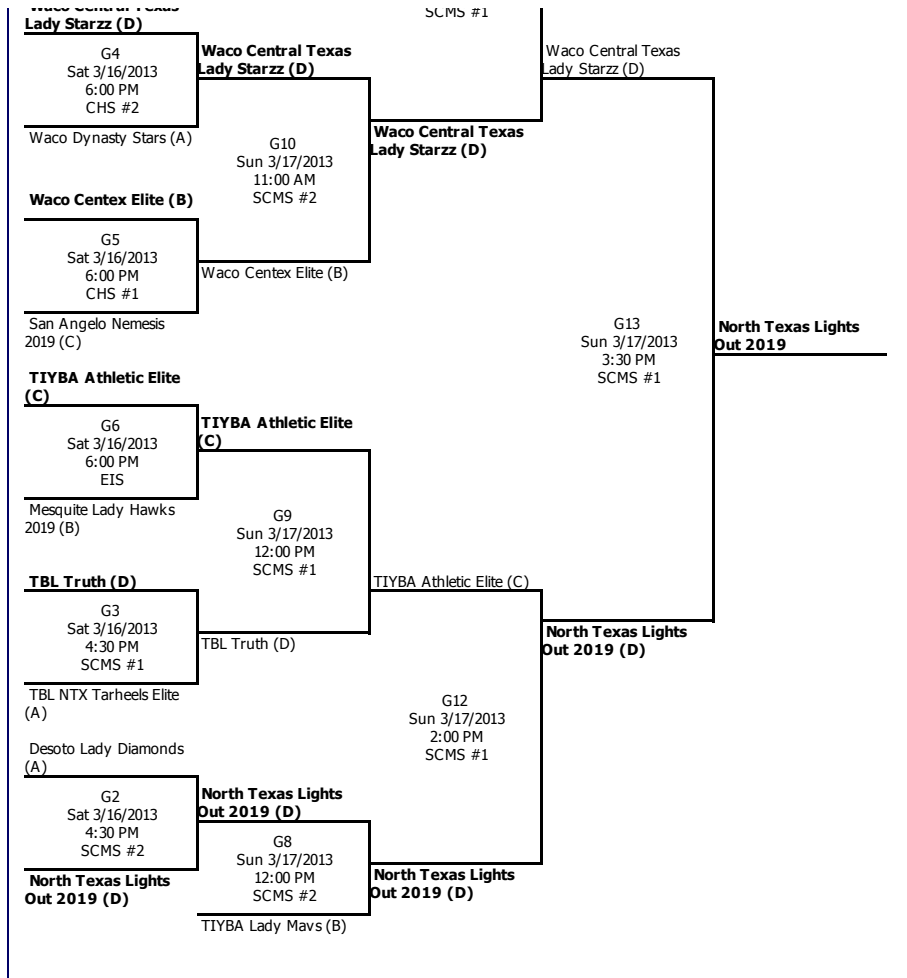 Waco Central Texas
Lady Starzz (D)
G4
Sat 3/16/2013
6:00 PM
CHS #2
Waco Dynasty Stars (A)
Waco Centex Elite (B)
G5
Sat 3/16/2013
6:00 PM
CHS #1
San Angelo Nemesis
2019 (C)
TIYBA Athletic Elite
(C)
G6
Sat 3/16/2013
6:00 PM
EIS
Mesquite Lady Hawks
2019 (B)
TBL Truth (D)
G3
Sat 3/16/2013
4:30 PM
SCMS #1
TBL NTX Tarheels Elite
(A)
Desoto Lady Diamonds
(A)
G2
Sat 3/16/2013
4:30 PM
SCMS #2
North Texas Lights
Out 2019 (D)
Waco Central Texas
Lady Starzz (D)
G10
Sun 3/17/2013
11:00 AM
SCMS #2
Waco Centex Elite (B)
TIYBA Athletic Elite
(C)
G9
Sun 3/17/2013
12:00 PM
SCMS #1
TBL Truth (D)
North Texas Lights
Out 2019 (D)
G8
Sun 3/17/2013
12:00 PM
SCMS #2
TIYBA Lady Mavs (B)
SCMS #1
Waco Central Texas
Lady Starzz (D)
TIYBA Athletic Elite (C)
G12
Sun 3/17/2013
2:00 PM
SCMS #1
North Texas Lights
Out 2019 (D)
Waco Central Texas
Lady Starzz (D)
G13
Sun 3/17/2013
3:30 PM
SCMS #1
North Texas Lights
Out 2019 (D)
North Texas Lights
Out 2019